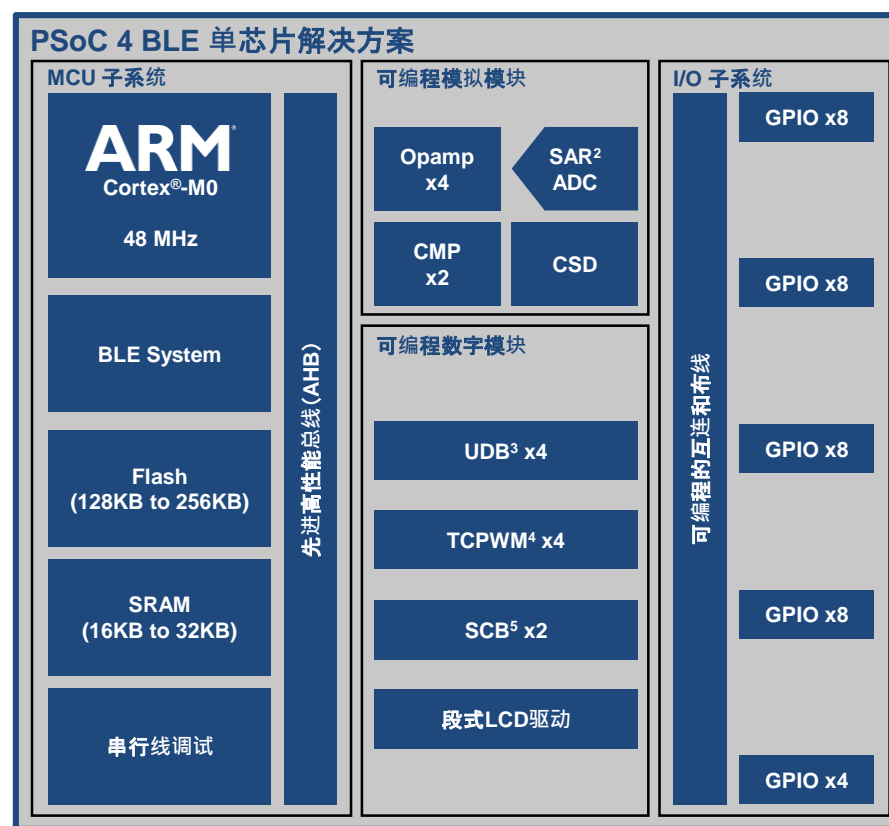 PSoC 4 BLE 单芯片解决方案
MCU 子系统
ARM®
Cortex®-M0
48 MHz
BLE System
Flash
(128KB to 256KB)
SRAM
(16KB to 32KB)
串行线调试
先进高性能总线(AHB)
可编程模拟模块
Opamp
x4
SAR²
ADC
CMP
x2
CSD
可编程数字模块
UDB³ x4
TCPWM⁴ x4
SCB⁵ x2
段式LCD驱动
I/O 子系统
可编程的互连和布线
GPIO x8
GPIO x8
GPIO x8
GPIO x8
GPIO x4